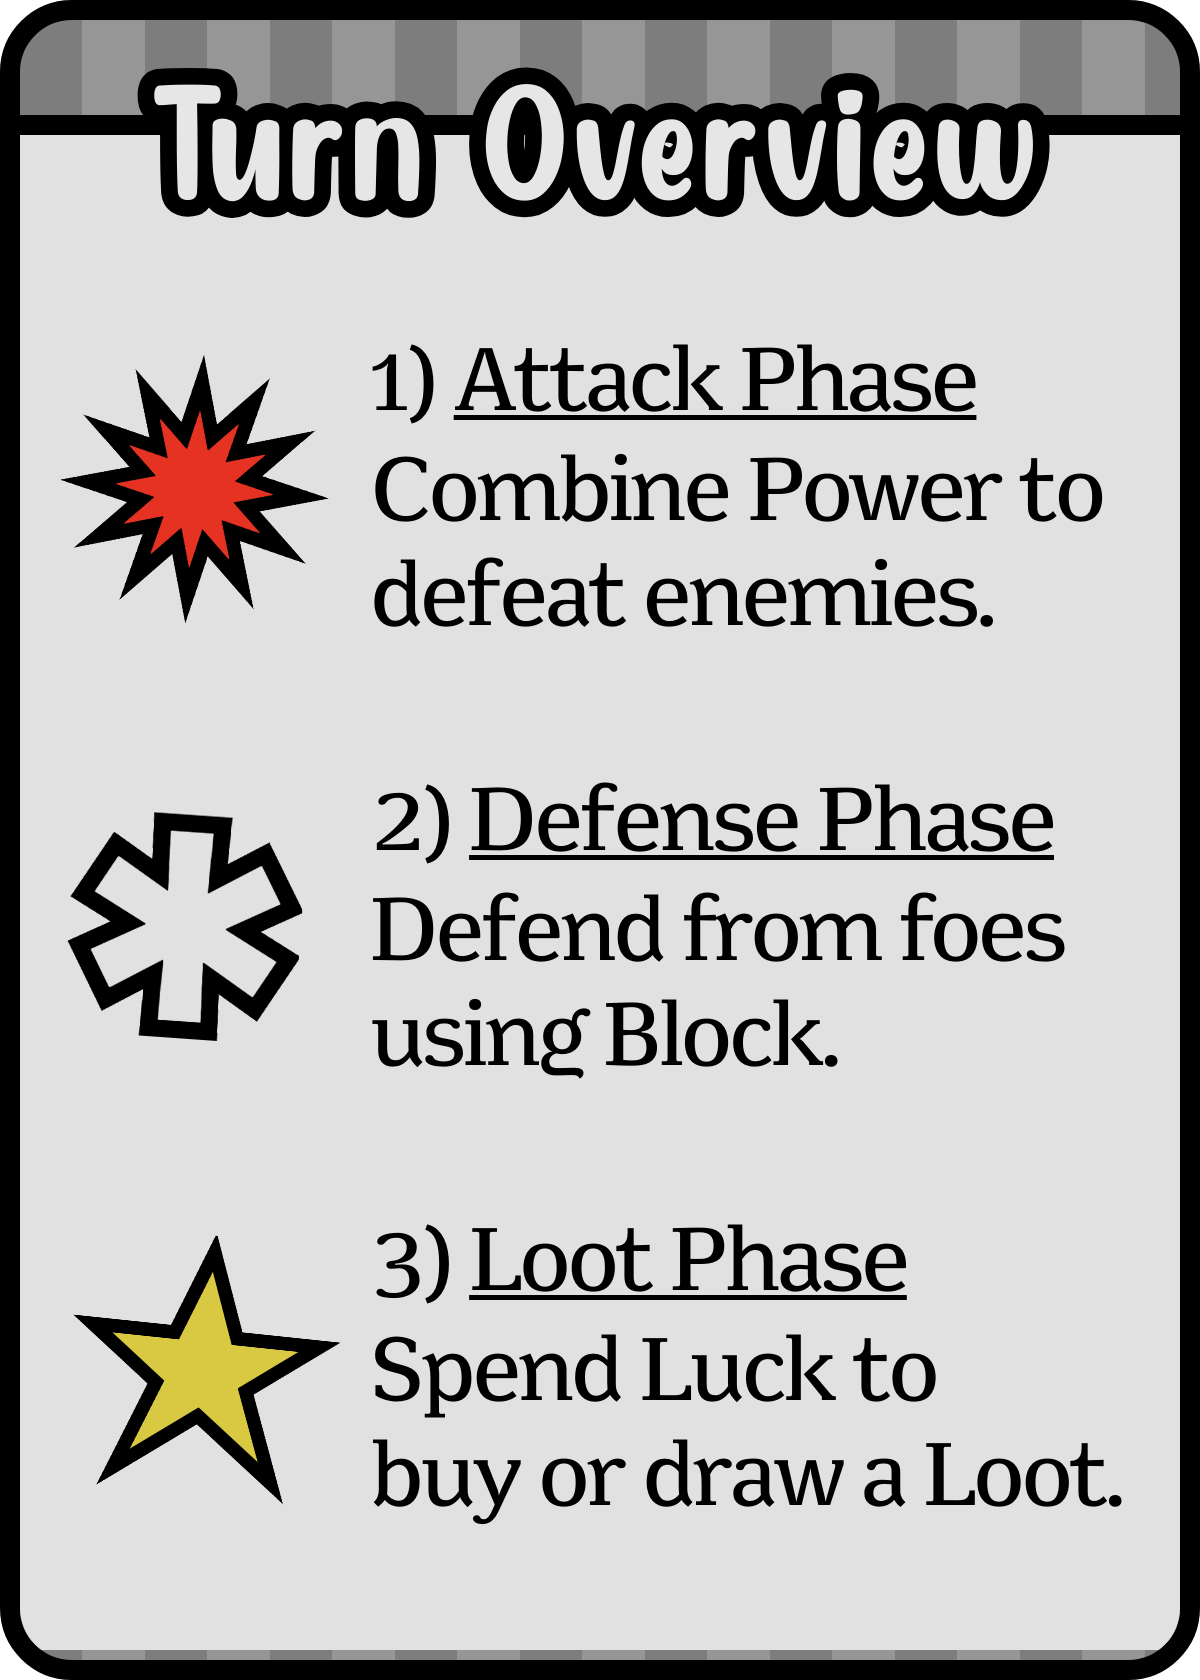 Turn Overview
1) Attack Phase
Combine Power to
defeat enemies.
2) Defense Phase
Defend from foes
using Block.
3) Loot Phase
Spend Luck to
buy or draw a Loot.